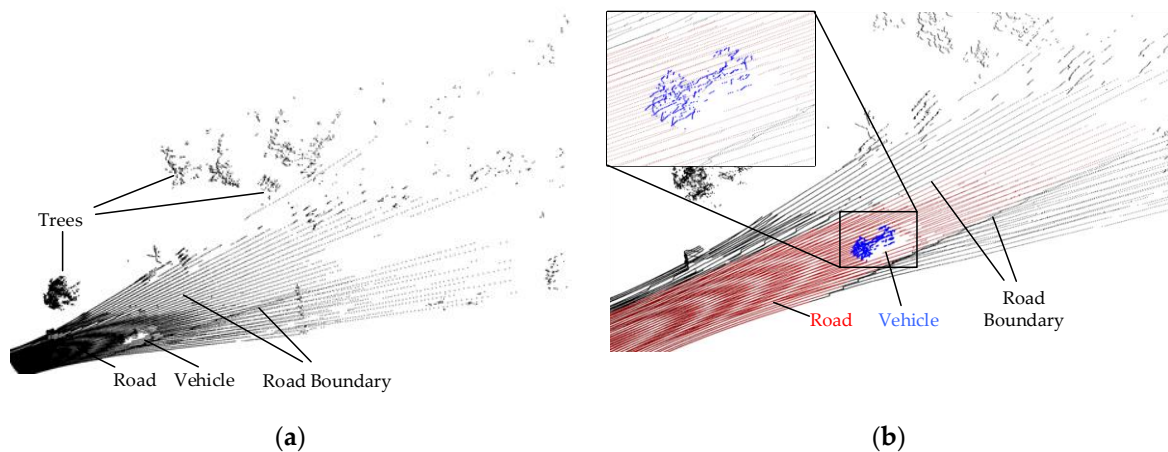 Trees
Road Vehicle Road Boundary
(a)
Road Vehicle
Road
Boundary
(b)